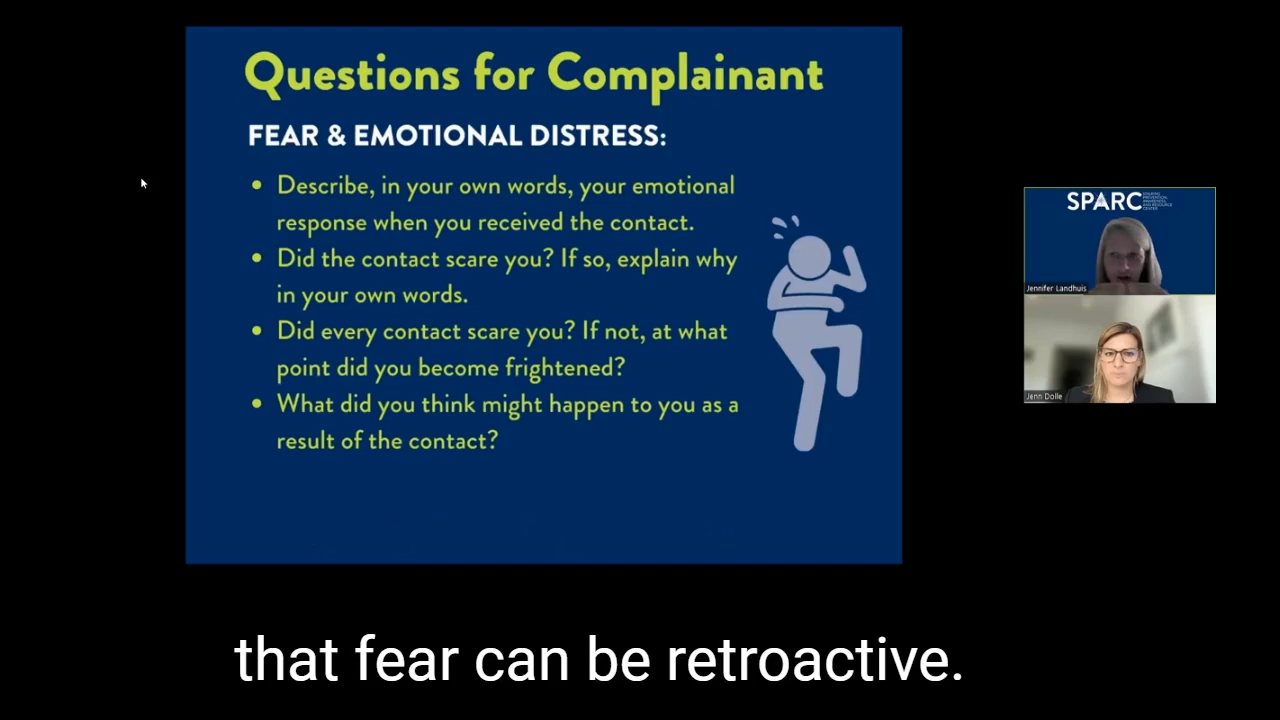 Questions for Complainant
FEAR & EMOTIONAL DISTRESS:
• Describe, in your own words, your emotional
response when you received the contact.
• Did the contact scare you? If so, explain why
in your own words.
• Did every contact scare you? If not, at what
point did you become frightened?
• What did you think might happen to you as a
result of the contact?
SPARC
Jennifer Landhuis
Jenn Dolle
that fear can be retroactive.